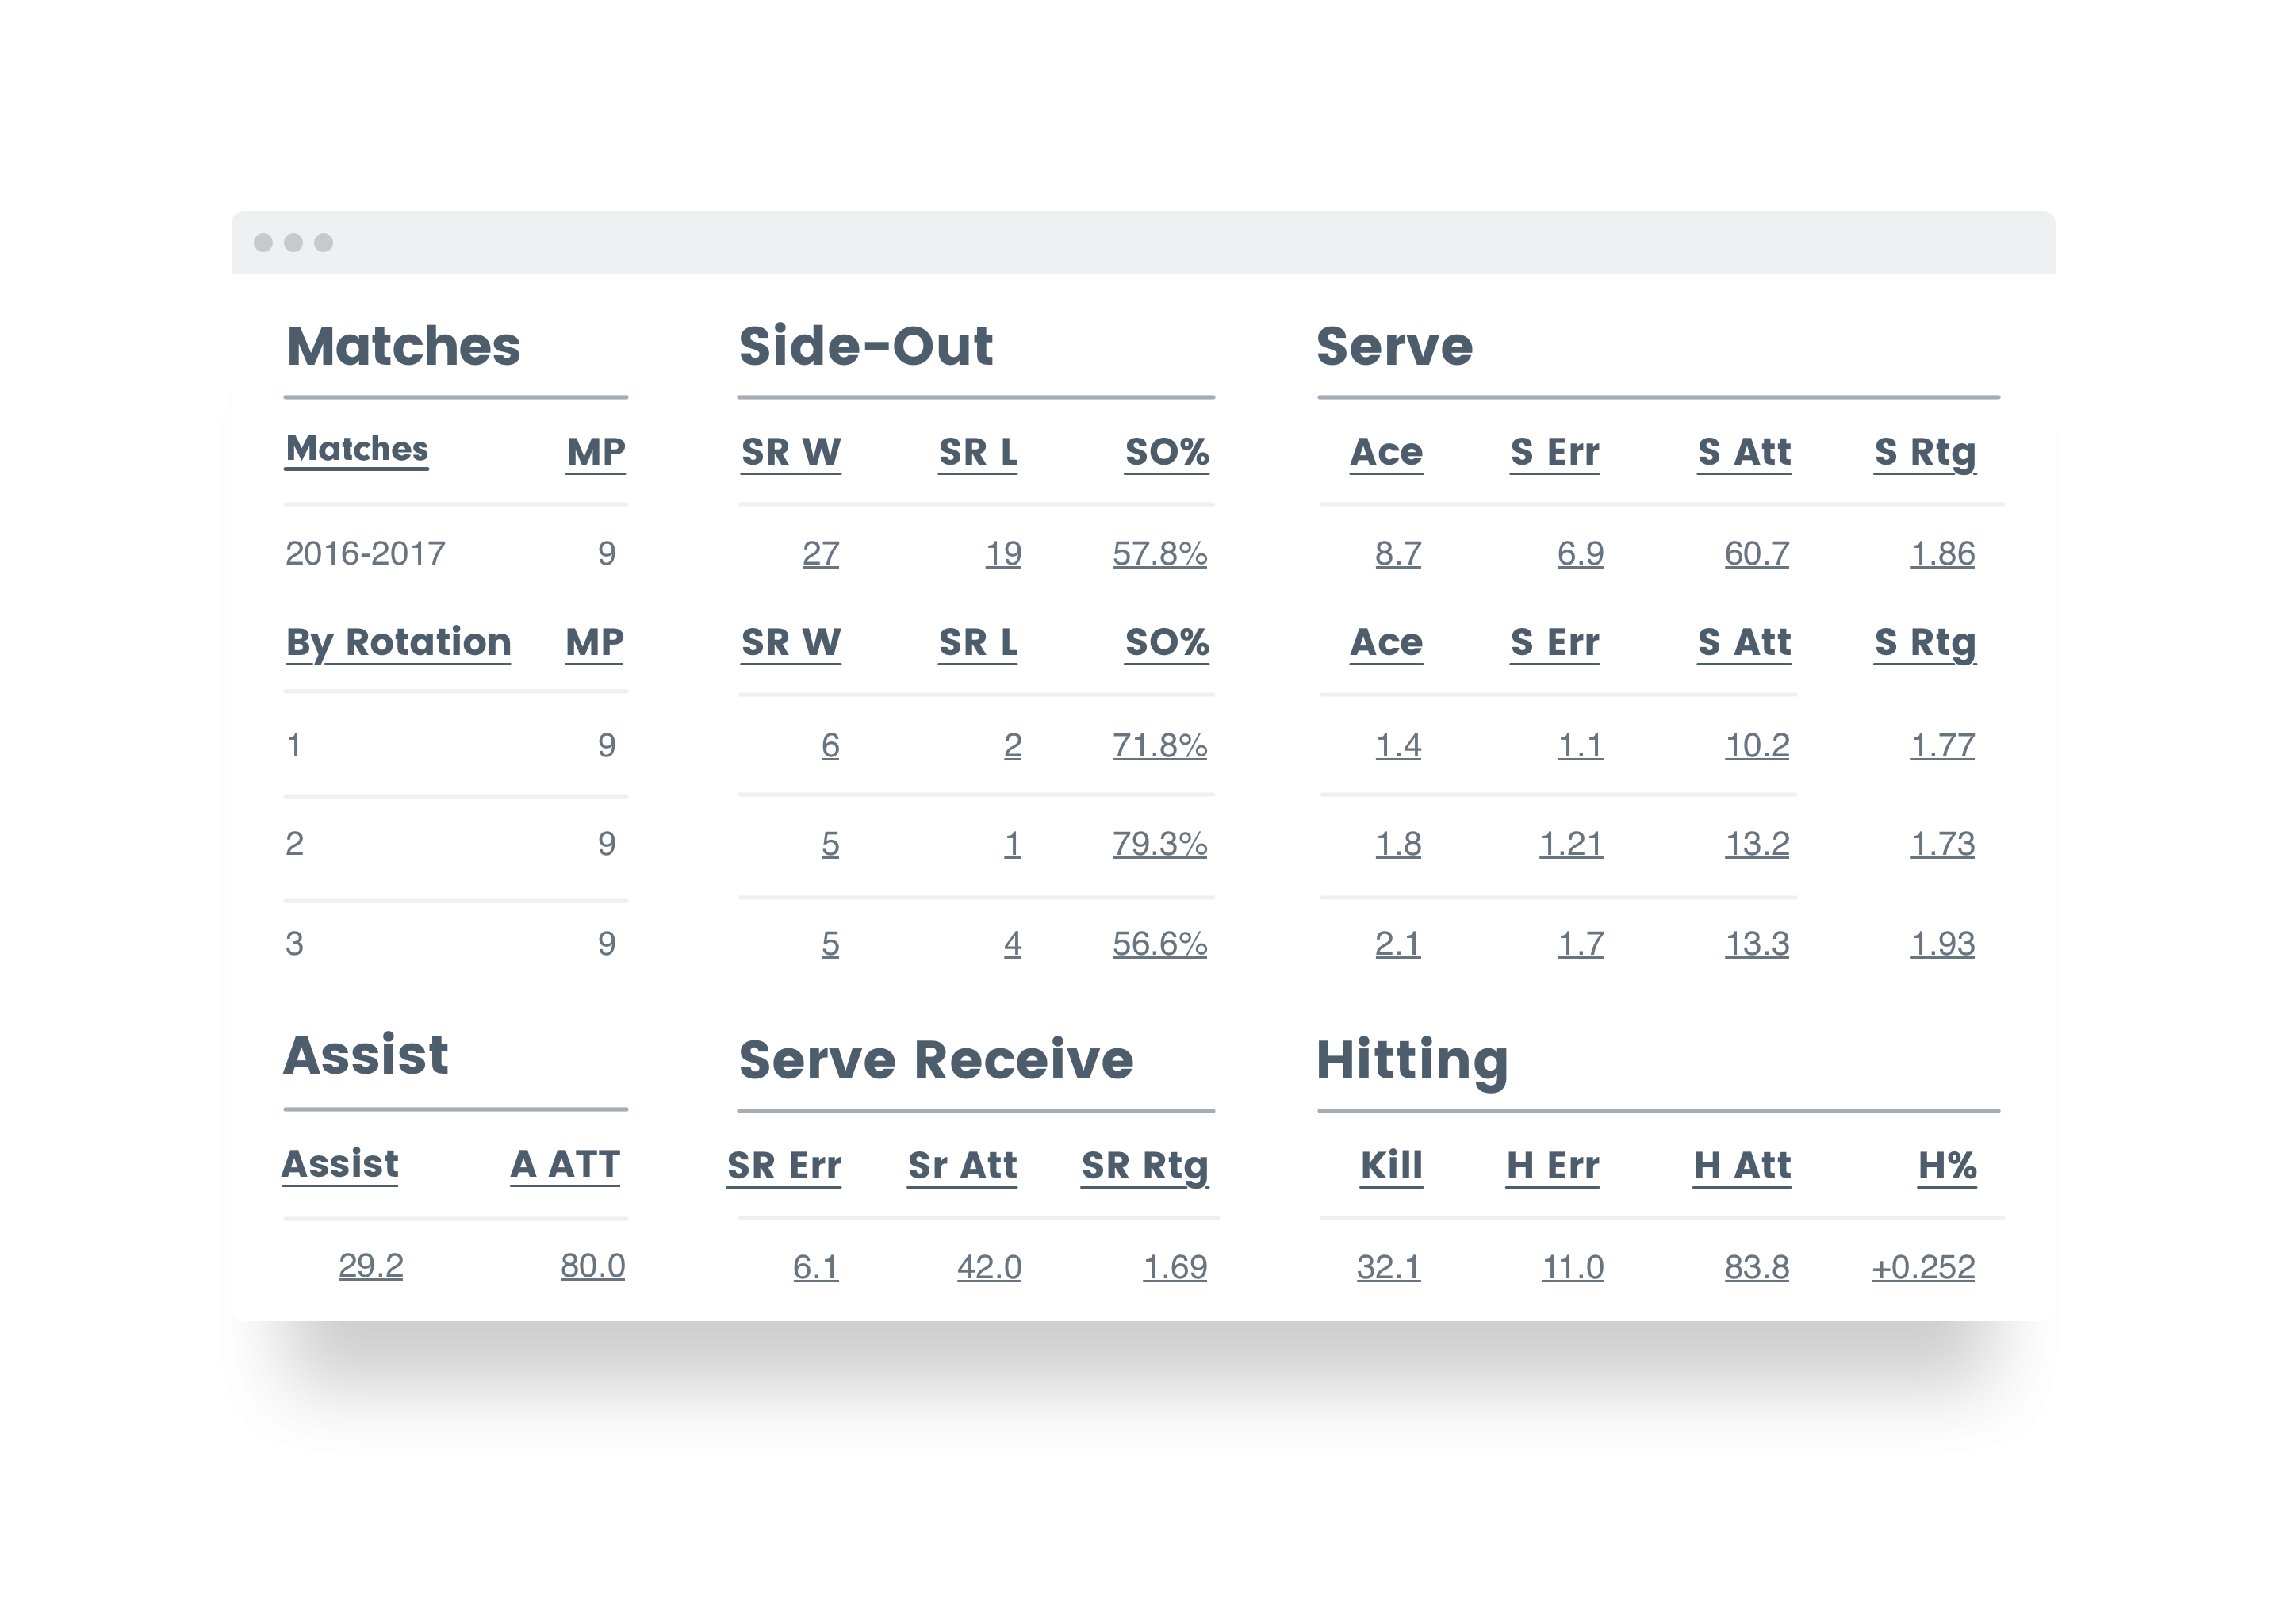 Matches Side-Out Serve
Matches MP SR W SR L SO% Ace S Err S Att S Rtg
2016-2017 9 27 19 57.8% 8.7 6.9 60.7 1.86
By Rotation MP SR W SR L SO% Ace S Err S Att S Rtg
1 9 6 2 71.8% 1.4 1.1 10.2 1.77
2 9 5 1 79.3% 1.8 1.21 13.2 1.73
3 9 5 4 56.6% 2.1 1.7 13.3 1.93
Assist Serve Receive Hitting
Assist A ATT SR Err Sr Att SR Rtg Kill H Err H Att H%
29.2 80.0 6.1 42.0 1.69 32.1 11.0 83.8 +0.252